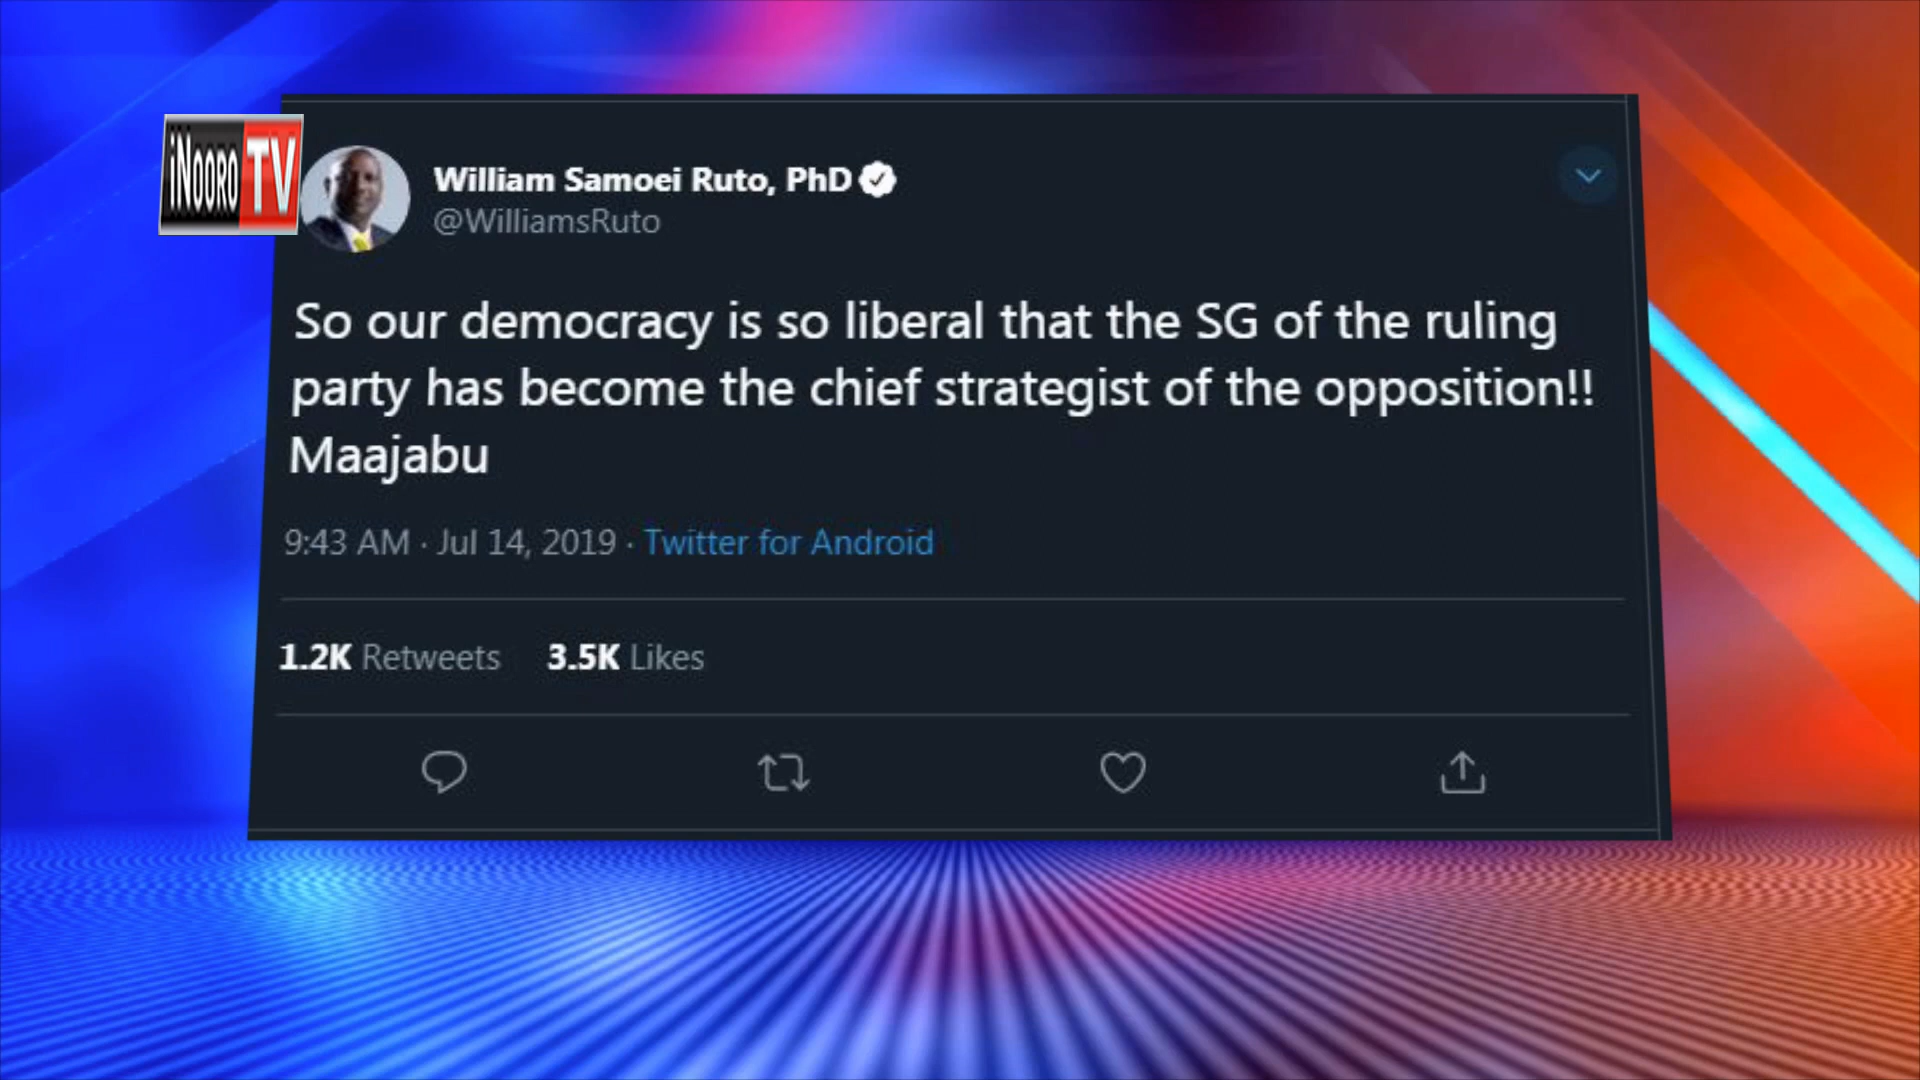 iNOORO TV
William Samoei Ruto, PhD
@WilliamsRuto
So our democracy is so liberal that the SG of the ruling
party has become the chief strategist of the opposition!!
Maajabu
9:43 AM · Jul 14, 2019 · Twitter for Android
1.2K Retweets 3.5K Likes